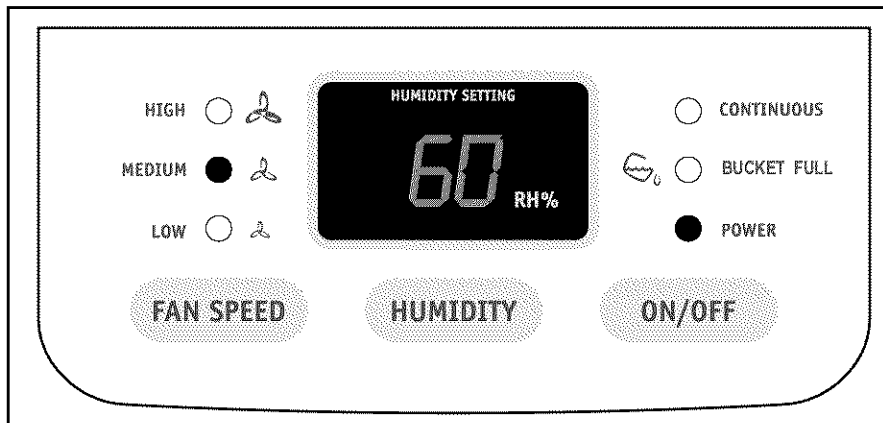 HUMIDITY SETTING
HIGH
CONTINUOUS
MEDIUM
60
RH%
BUCKET FULL
LOW
POWER
FAN SPEED
HUMIDITY
ON/OFF